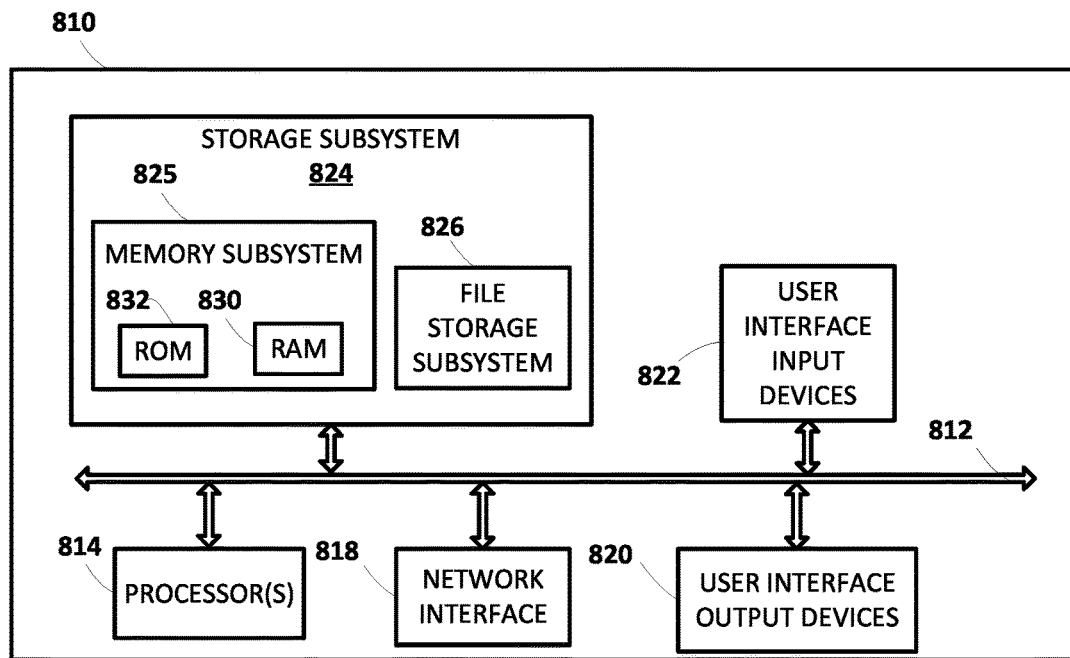 810
STORAGE SUBSYSTEM
824
825
MEMORY SUBSYSTEM
832
ROM
830
RAM
826
FILE
STORAGE
SUBSYSTEM
USER
INTERFACE
INPUT
DEVICES
822
812
814
PROCESSOR(S)
818
NETWORK
INTERFACE
820
USER INTERFACE
OUTPUT DEVICES